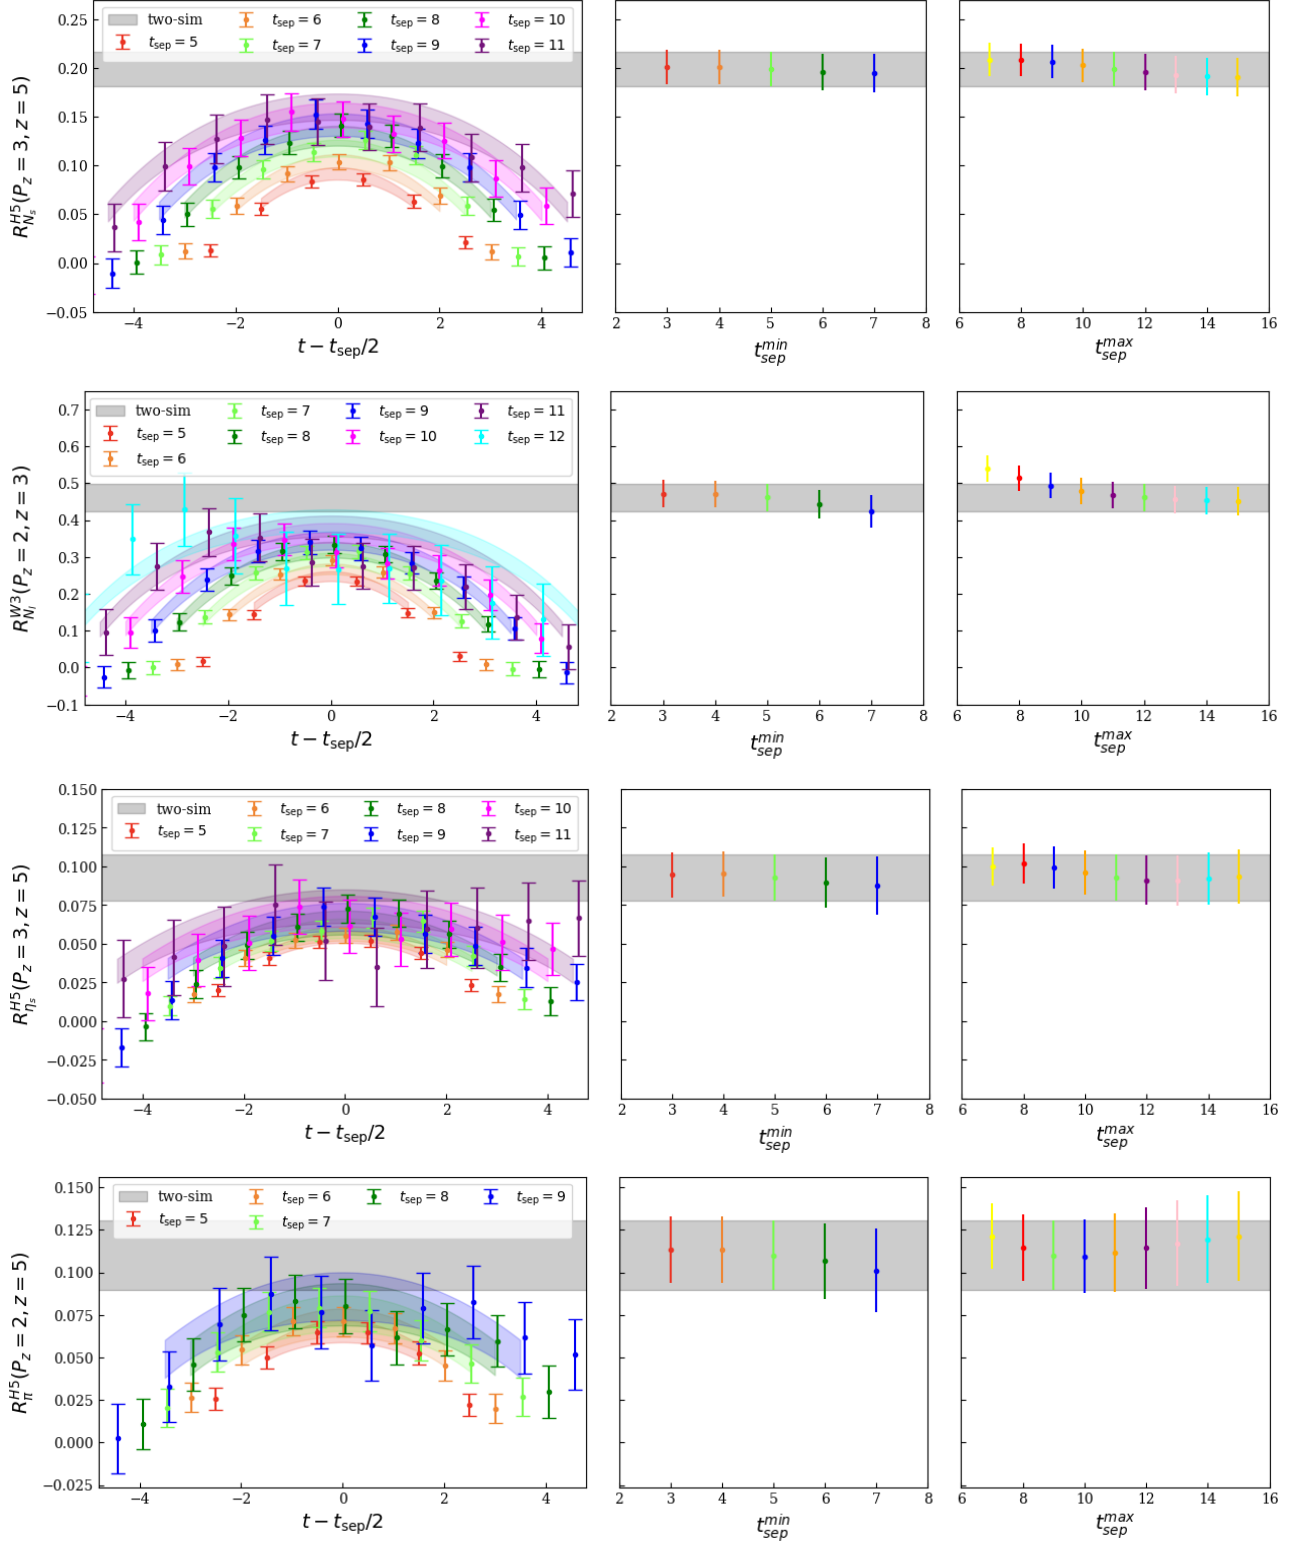 two-sim
t_sep = 5
t_sep = 6
t_sep = 7
t_sep = 8
t_sep = 9
t_sep = 10
t_sep = 11
0.25
0.20
0.15
0.10
0.05
0.00
−0.05
R_{N_s}^{H5}(P_z = 3, z = 5)
−4 −2 0 2 4
t − t_sep/2
2 3 4 5 6 7 8
t_{sep}^{min}
6 8 10 12 14 16
t_{sep}^{max}
two-sim
t_sep = 5
t_sep = 6
t_sep = 7
t_sep = 8
t_sep = 9
t_sep = 10
t_sep = 11
t_sep = 12
0.7
0.6
0.5
0.4
0.3
0.2
0.1
0.0
−0.1
R_{N_l}^{W3}(P_z = 2, z = 3)
−4 −2 0 2 4
t − t_sep/2
2 3 4 5 6 7 8
t_{sep}^{min}
6 8 10 12 14 16
t_{sep}^{max}
two-sim
t_sep = 5
t_sep = 6
t_sep = 7
t_sep = 8
t_sep = 9
t_sep = 10
t_sep = 11
0.150
0.125
0.100
0.075
0.050
0.025
0.000
−0.025
−0.050
R_{η_s}^{H5}(P_z = 3, z = 5)
−4 −2 0 2 4
t − t_sep/2
2 3 4 5 6 7 8
t_{sep}^{min}
6 8 10 12 14 16
t_{sep}^{max}
two-sim
t_sep = 5
t_sep = 6
t_sep = 7
t_sep = 8
t_sep = 9
0.150
0.125
0.100
0.075
0.050
0.025
0.000
−0.025
R_π^{H5}(P_z = 2, z = 5)
−4 −2 0 2 4
t − t_sep/2
2 3 4 5 6 7 8
t_{sep}^{min}
6 8 10 12 14 16
t_{sep}^{max}